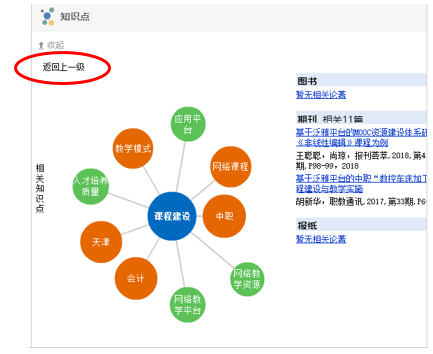 知识点
收起
返回上一级
相关知识点
应用平
台
教学模式
网络课程
人才培养
质量
课程建设
中职
天津
会计
网络教
学平台
网络教
学资源
图书
暂无相关论著
期刊 相关11篇
基于泛雅平台的MOOC资源建设体系研
《非线性编辑》课程为例
王聪聪, 尚琼, 报刊荟萃, 2018, 第4
期, P98-99, 2018
基于泛雅平台的中职“数控车床加工
程建设与教学实施
胡新华, 职教通讯, 2017, 第33期, P6
报纸
暂无相关论著